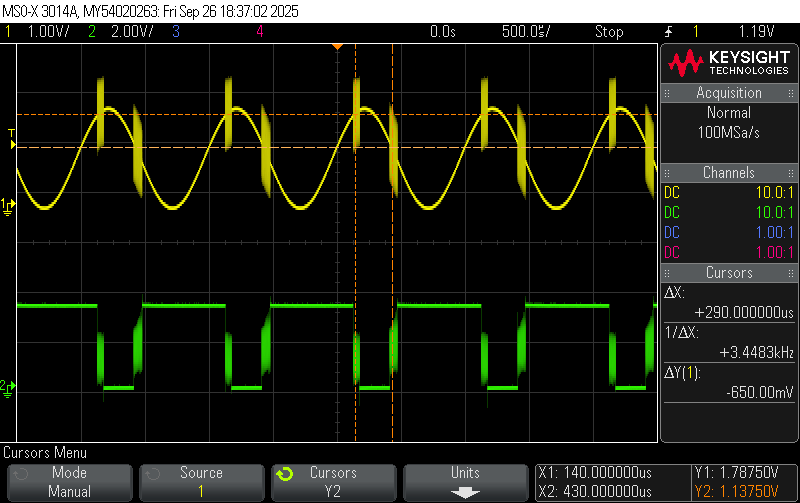 MSO-X 3014A, MY54020263: Fri Sep 26 18:37:02 2025
1 1.00V/ 2 2.00V/ 3 4 0.0s 500.0s/ Stop 1 1.19V
KEYSIGHT
TECHNOLOGIES
Acquisition
Normal
100MSa/s
Channels
DC 10.0:1
DC 10.0:1
DC 1.00:1
DC 1.00:1
Cursors
ΔX:
+290.000000us
1/ΔX:
+3.4483kHz
ΔY(1):
-650.00mV
T
1
2
Cursors Menu
Mode
Manual
Source
1
Cursors
Y2
Units
X1: 140.000000us Y1: 1.78750V
X2: 430.000000us Y2: 1.13750V